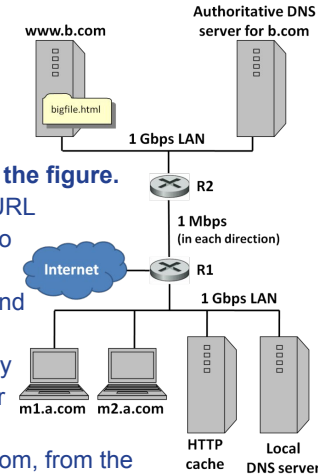 Authoritative DNS
server for b.com
www.b.com
bigfile.html
1 Gbps LAN
the figure.
R2
URL
1 Mbps
(in each direction)
o
Internet
R1
nd
1 Gbps LAN
y
r
m1.a.com m2.a.com
HTTP
cache
Local
DNS server
om, from the